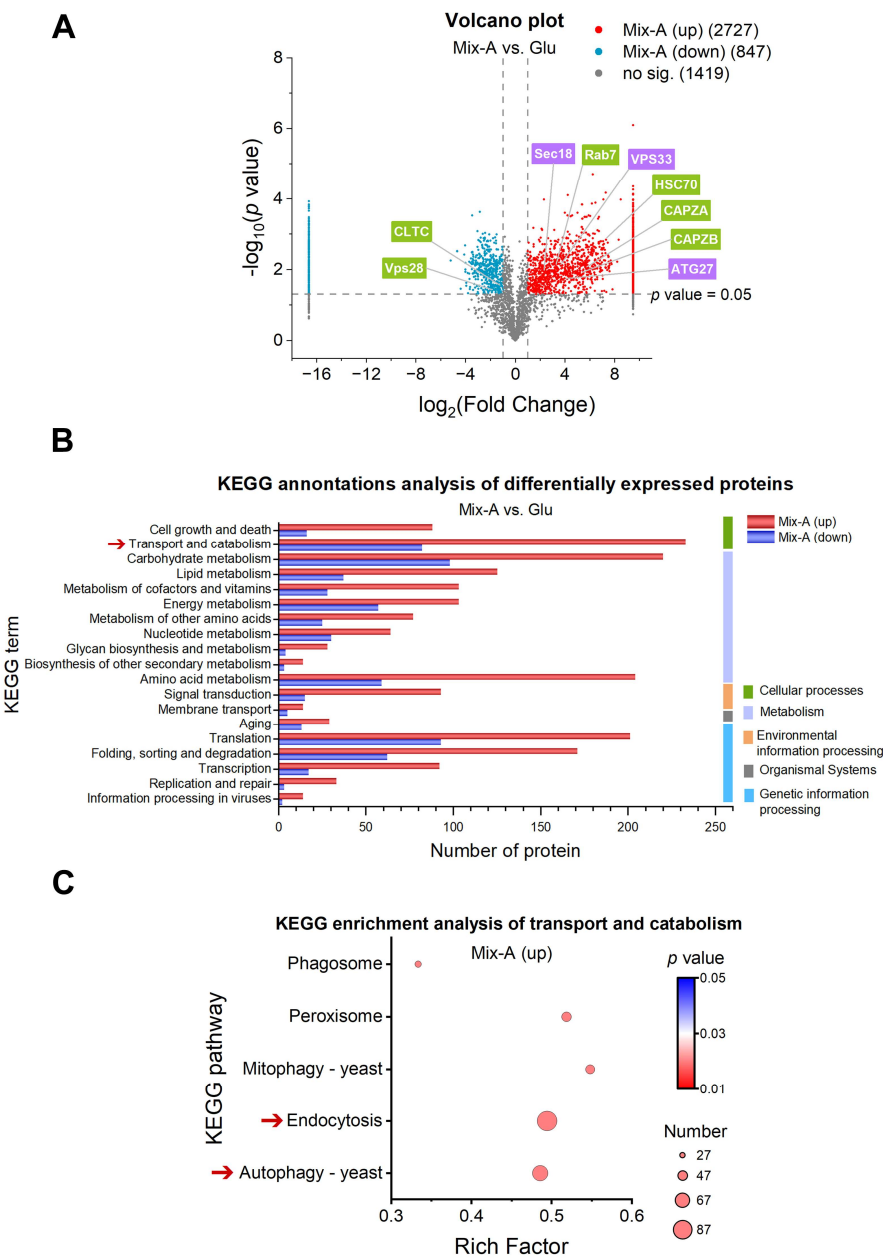 A
Volcano plot
Mix-A vs. Glu
Mix-A (up) (2727)
Mix-A (down) (847)
no sig. (1419)
-log10(p value)
8
6
4
2
0
Sec18
Rab7
VPS33
HSC70
CAPZA
CAPZB
ATG27
CLTC
Vps28
p value = 0.05
−16
−12
−8
−4
0
4
8
log2(Fold Change)
B
KEGG annontations analysis of differentially expressed proteins
Mix-A vs. Glu
Mix-A (up)
Mix-A (down)
KEGG term
Cell growth and death
Transport and catabolism
Carbohydrate metabolism
Lipid metabolism
Metabolism of cofactors and vitamins
Energy metabolism
Metabolism of other amino acids
Nucleotide metabolism
Glycan biosynthesis and metabolism
Biosynthesis of other secondary metabolism
Amino acid metabolism
Signal transduction
Membrane transport
Aging
Translation
Folding, sorting and degradation
Transcription
Replication and repair
Information processing in viruses
Cellular processes
Metabolism
Environmental
information processing
Organismal Systems
Genetic information
processing
0
50
100
150
200
250
Number of protein
C
KEGG enrichment analysis of transport and catabolism
Mix-A (up)
KEGG pathway
Phagosome
Peroxisome
Mitophagy - yeast
Endocytosis
Autophagy - yeast
0.3
0.4
0.5
0.6
Rich Factor
p value
0.05
0.03
0.01
Number
27
47
67
87